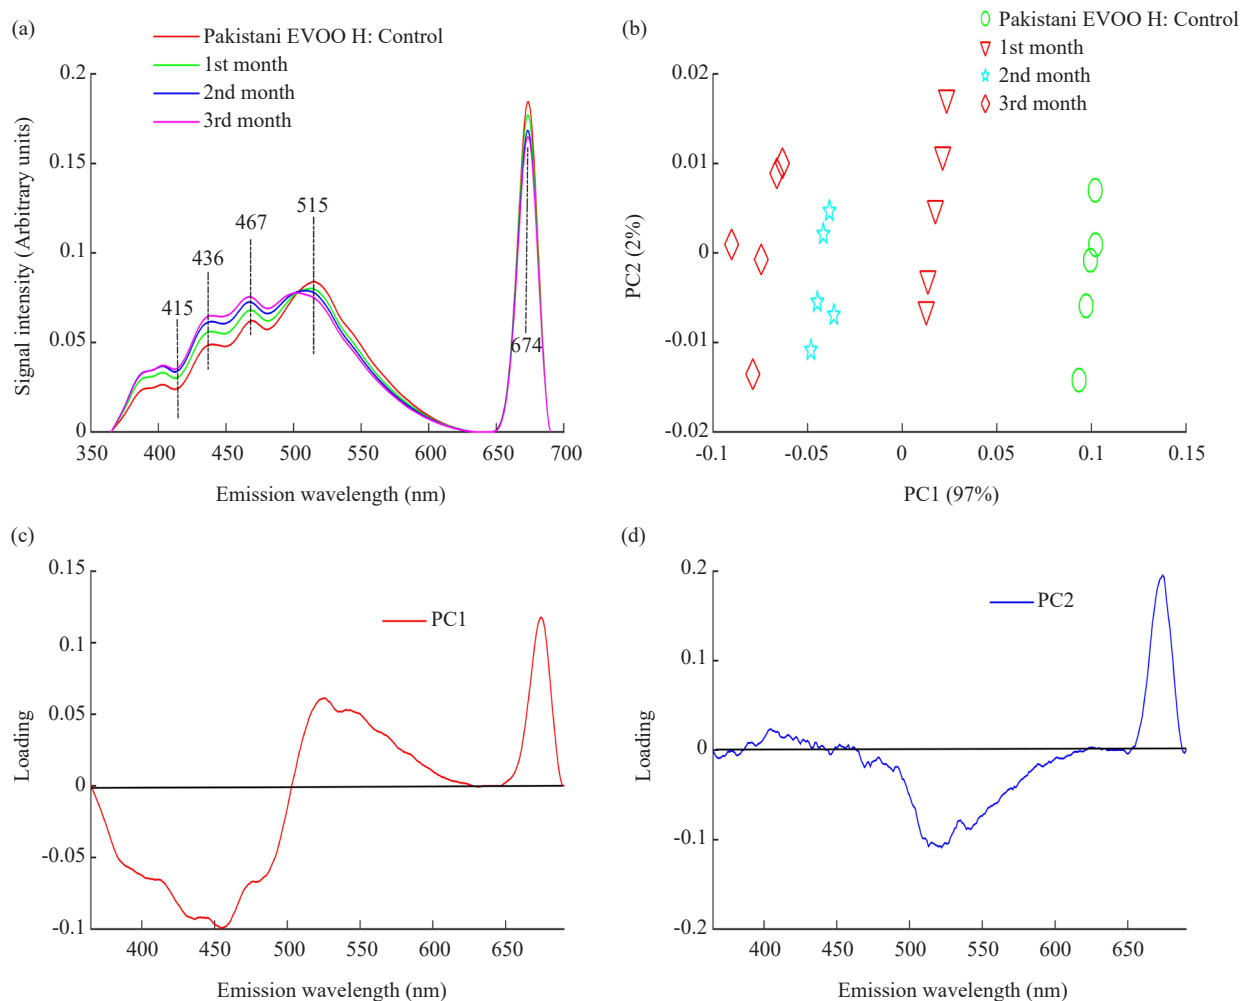 (a)
Pakistani EVOO H: Control
1st month
2nd month
3rd month
Signal intensity (Arbitrary units)
0.2
0.15
0.1
0.05
0
415
436
467
515
674
350
400
450
500
550
600
650
700
Emission wavelength (nm)
(b)
Pakistani EVOO H: Control
1st month
2nd month
3rd month
PC2 (2%)
0.02
0.01
0
-0.01
-0.02
-0.1
-0.05
0
0.05
0.1
0.15
PC1 (97%)
(c)
PC1
Loading
0.15
0.1
0.05
0
-0.05
-0.1
400
450
500
550
600
650
Emission wavelength (nm)
(d)
PC2
Loading
0.2
0.1
0
-0.1
-0.2
400
450
500
550
600
650
Emission wavelength (nm)